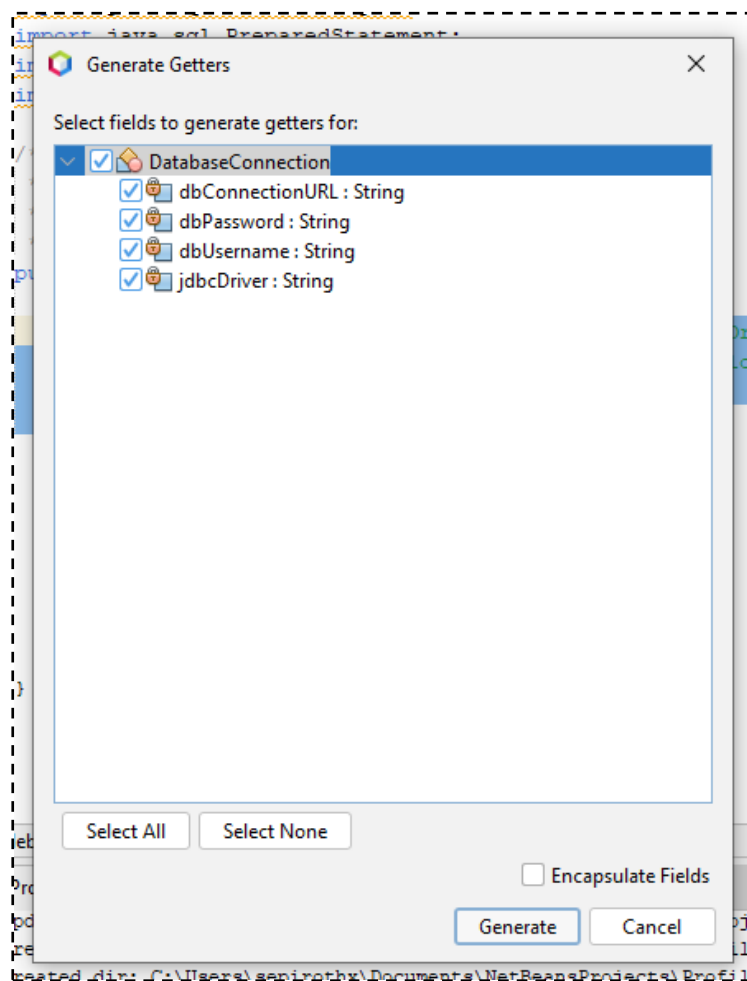 import java.sql.PreparedStatement;
Generate Getters
Select fields to generate getters for:
DatabaseConnection
dbConnectionURL : String
dbPassword : String
dbUsername : String
jdbcDriver : String
}
Select All
Select None
Encapsulate Fields
Generate
Cancel
reated dir: C:\Users\sepirothx\Documents\NetBeansProjects\Profil